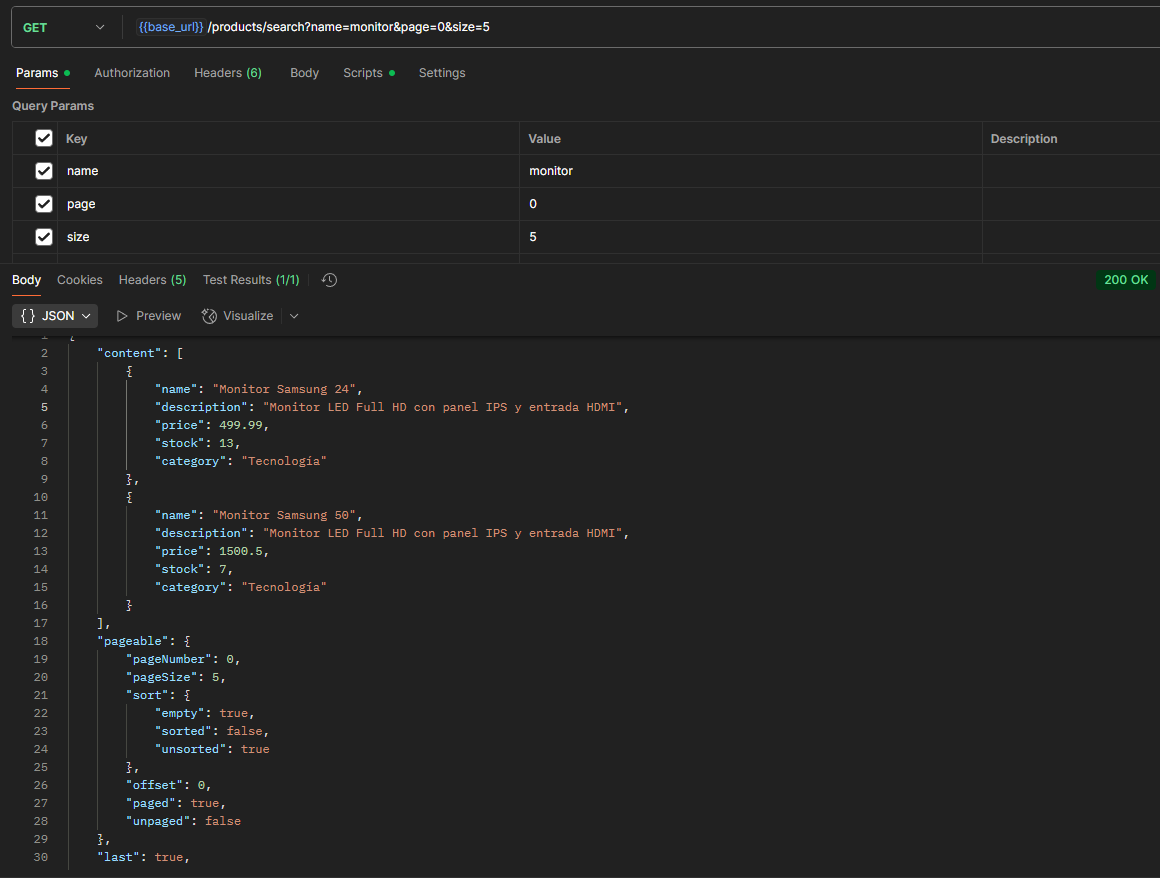 GET {{base_url}} /products/search?name=monitor&page=0&size=5
Params Authorization Headers (6) Body Scripts Settings
Query Params
Key Value Description
name monitor
page 0
size 5
Body Cookies Headers (5) Test Results (1/1) 200 OK
{ } JSON Preview Visualize
1 {
2 "content": [
3 {
4 "name": "Monitor Samsung 24",
5 "description": "Monitor LED Full HD con panel IPS y entrada HDMI",
6 "price": 499.99,
7 "stock": 13,
8 "category": "Tecnología"
9 },
10 {
11 "name": "Monitor Samsung 50",
12 "description": "Monitor LED Full HD con panel IPS y entrada HDMI",
13 "price": 1500.5,
14 "stock": 7,
15 "category": "Tecnología"
16 }
17 ],
18 "pageable": {
19 "pageNumber": 0,
20 "pageSize": 5,
21 "sort": {
22 "empty": true,
23 "sorted": false,
24 "unsorted": true
25 },
26 "offset": 0,
27 "paged": true,
28 "unpaged": false
29 },
30 "last": true,